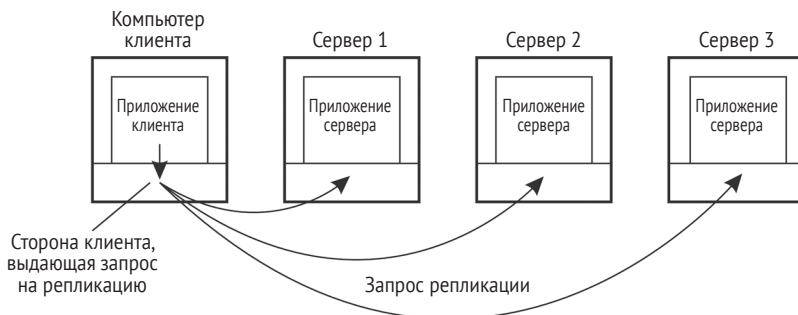 Компьютер
клиента
Сервер 1
Сервер 2
Сервер 3
Приложение
клиента
Приложение
сервера
Приложение
сервера
Приложение
сервера
Сторона клиента,
выдающая запрос
на репликацию
Запрос репликации